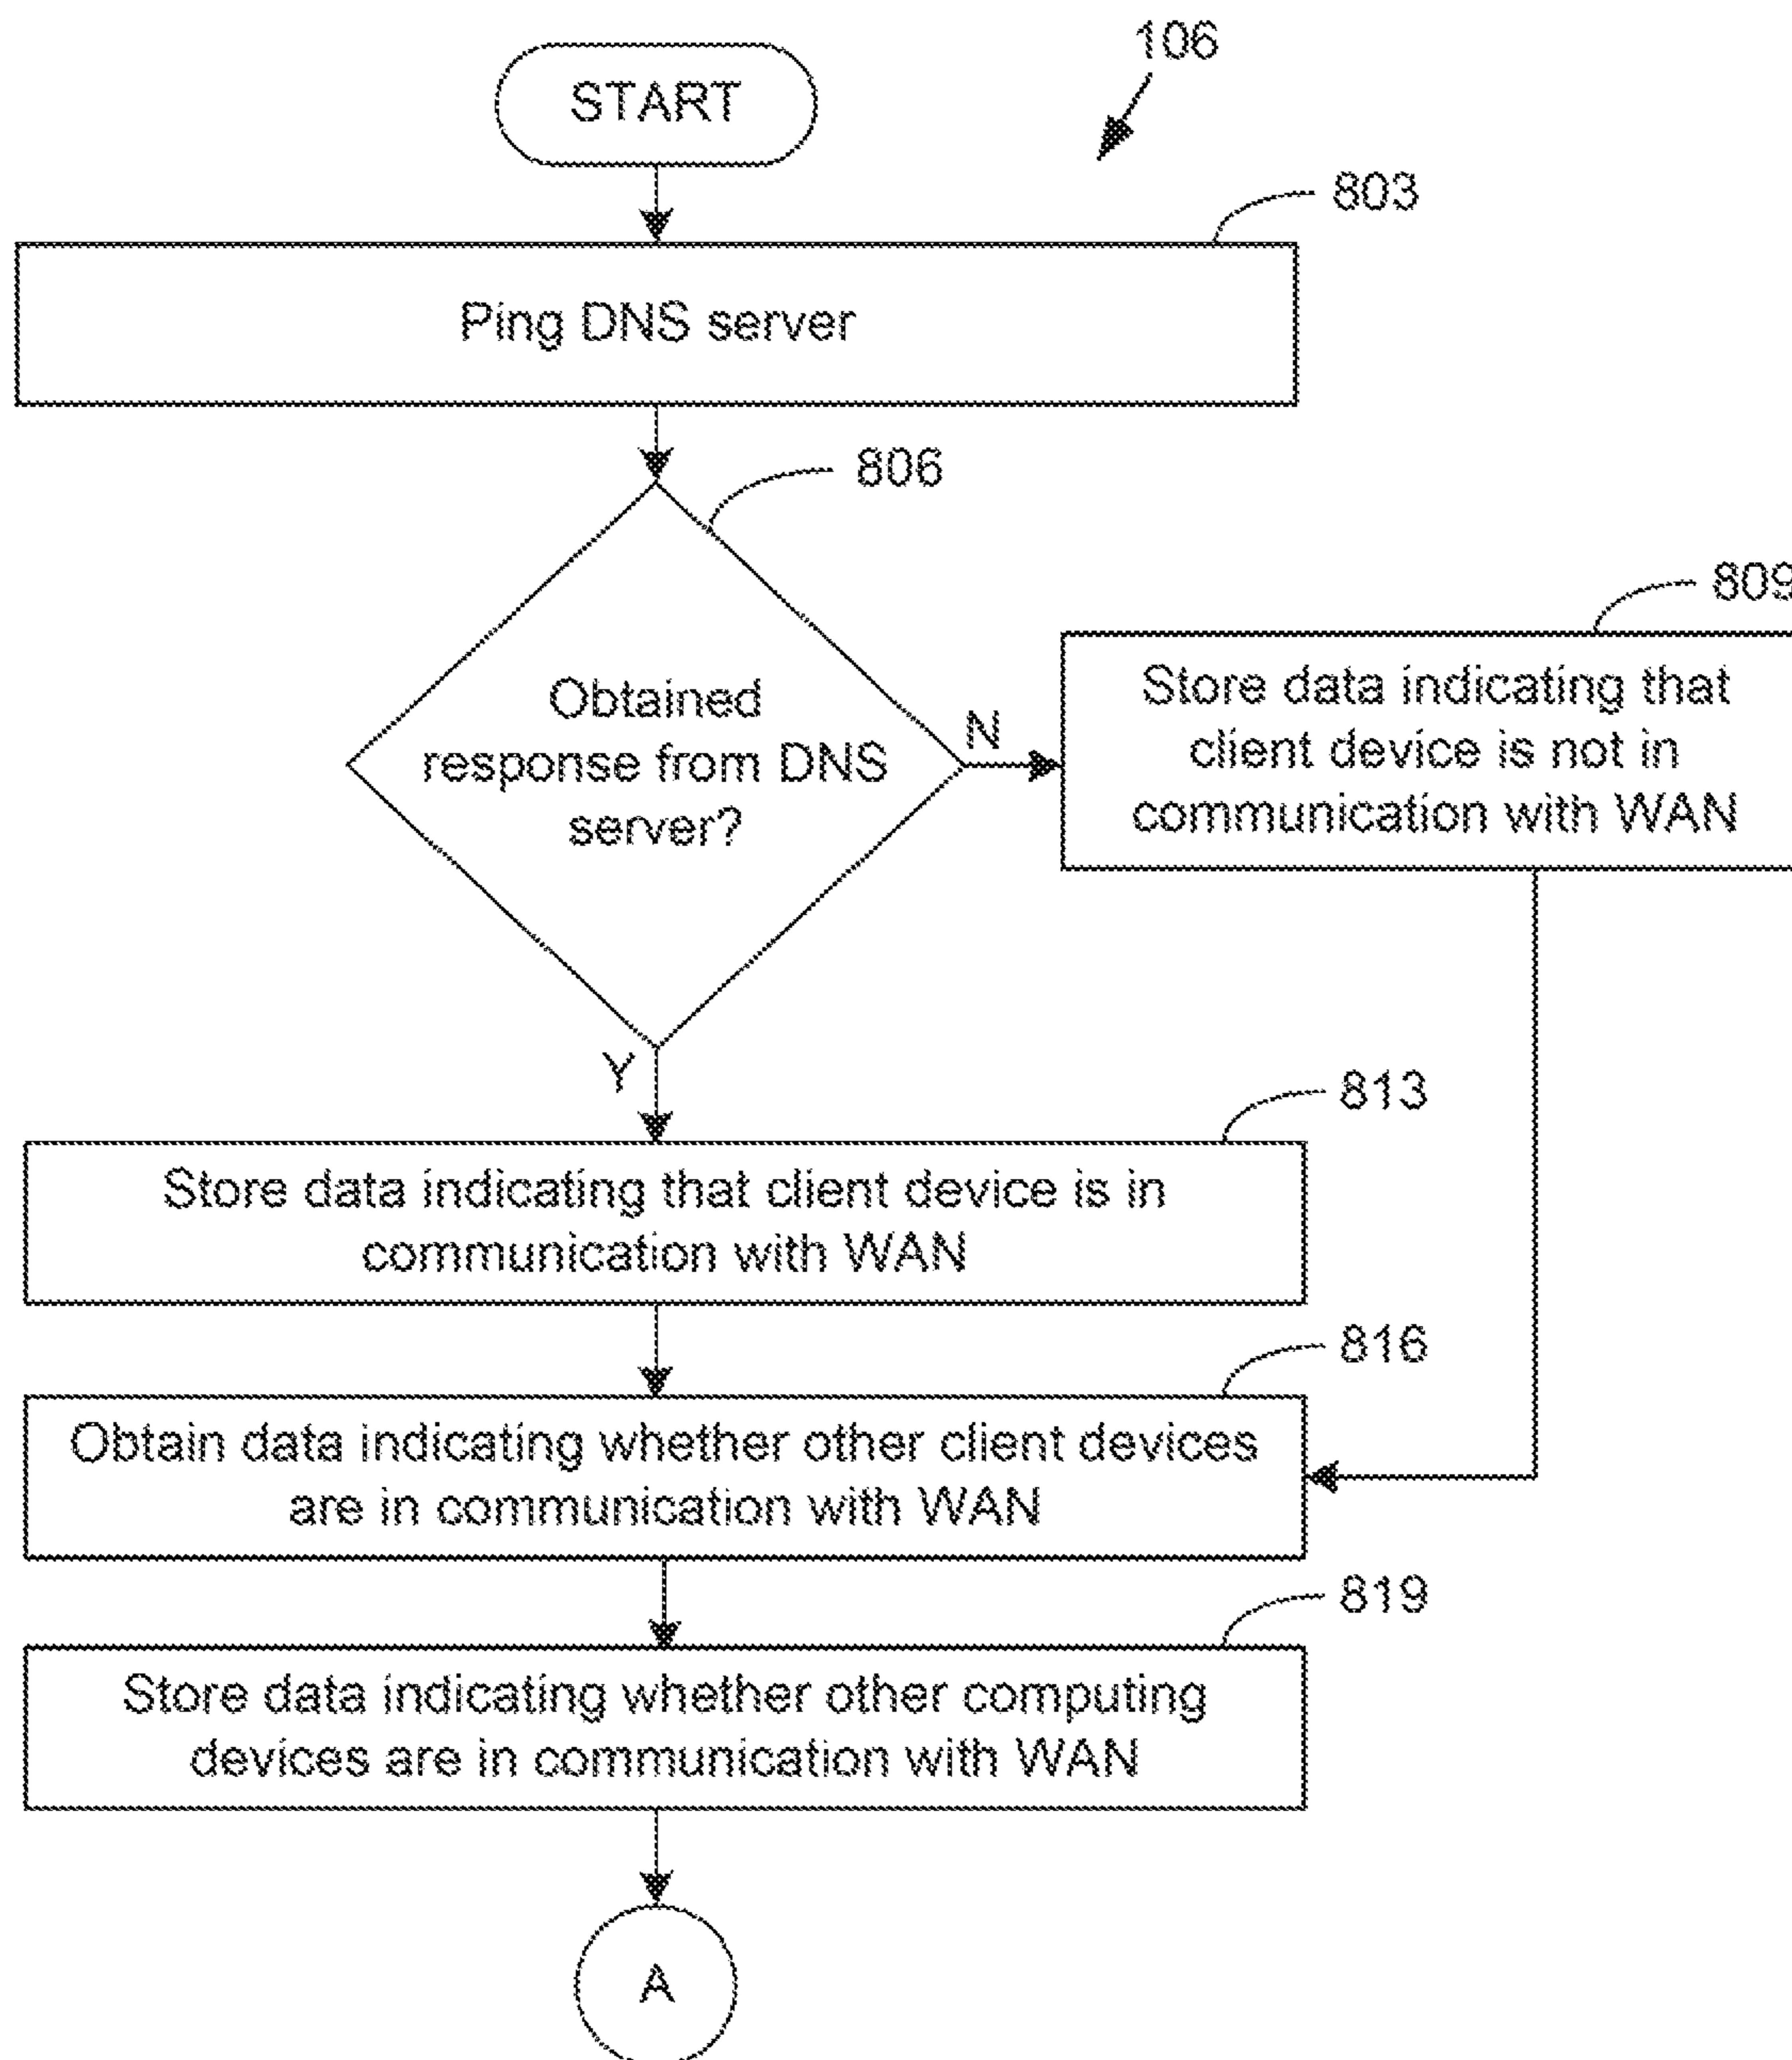 106
START
803
Ping DNS server
806
Obtained
response from DNS
server?
N
809
Store data indicating that
client device is not in
communication with WAN
Y
813
Store data indicating that client device is in
communication with WAN
816
Obtain data indicating whether other client devices
are in communication with WAN
819
Store data indicating whether other computing
devices are in communication with WAN
A